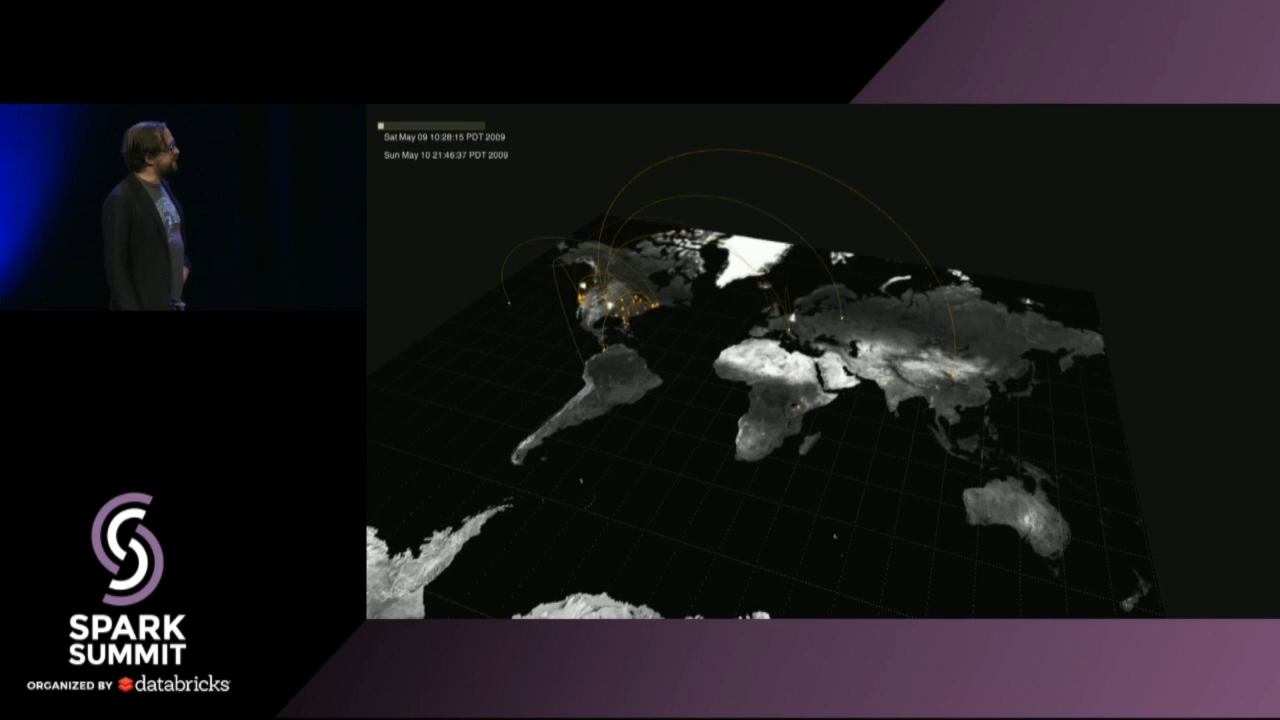 Sat May 09 10:28:15 PDT 2009
Sun May 10 21:46:37 PDT 2009
SPARK
SUMMIT
ORGANIZED BY databricks